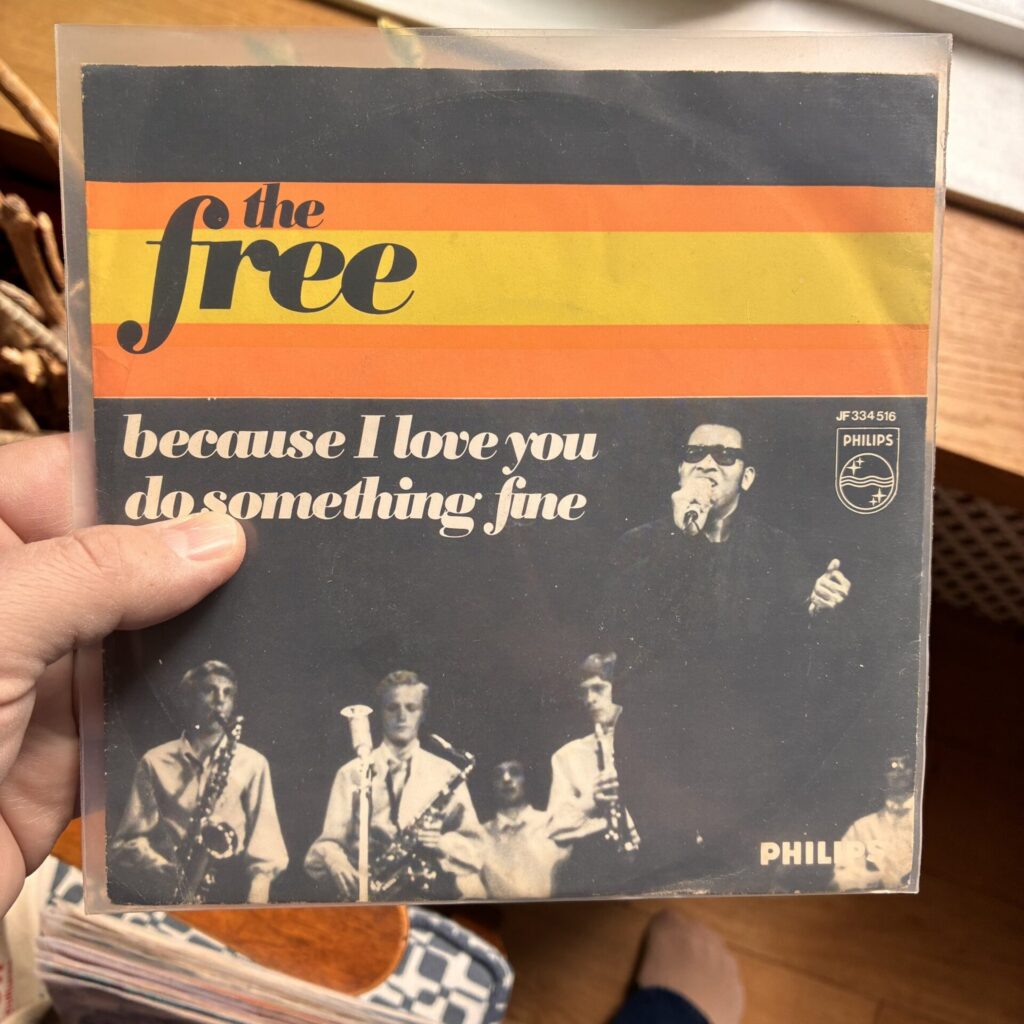 the
free
because I love you
do something fine
JF 334 516
PHILIPS
PHILIPS